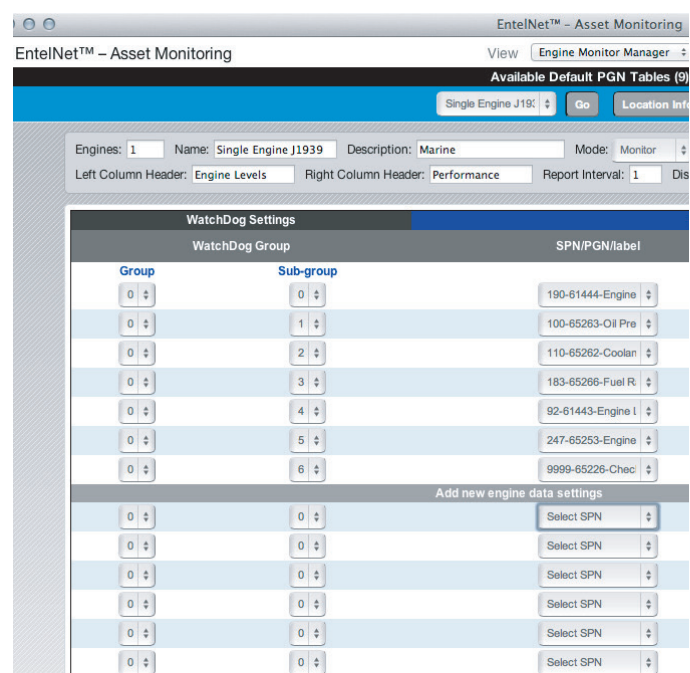 EntelNet™ – Asset Monitoring
EntelNet™ – Asset Monitoring View Engine Monitor Manager
Available Default PGN Tables (9)
Single Engine J193 Go Location Info
Engines: 1 Name: Single Engine J1939 Description: Marine Mode: Monitor
Left Column Header: Engine Levels Right Column Header: Performance Report Interval: 1 Dis
WatchDog Settings
WatchDog Group SPN/PGN/label
Group Sub-group
0 0 190-61444-Engine
0 1 100-65263-Oil Pre
0 2 110-65262-Coolan
0 3 183-65266-Fuel R
0 4 92-61443-Engine L
0 5 247-65253-Engine
0 6 9999-65226-Chec
Add new engine data settings
0 0 Select SPN
0 0 Select SPN
0 0 Select SPN
0 0 Select SPN
0 0 Select SPN
0 0 Select SPN